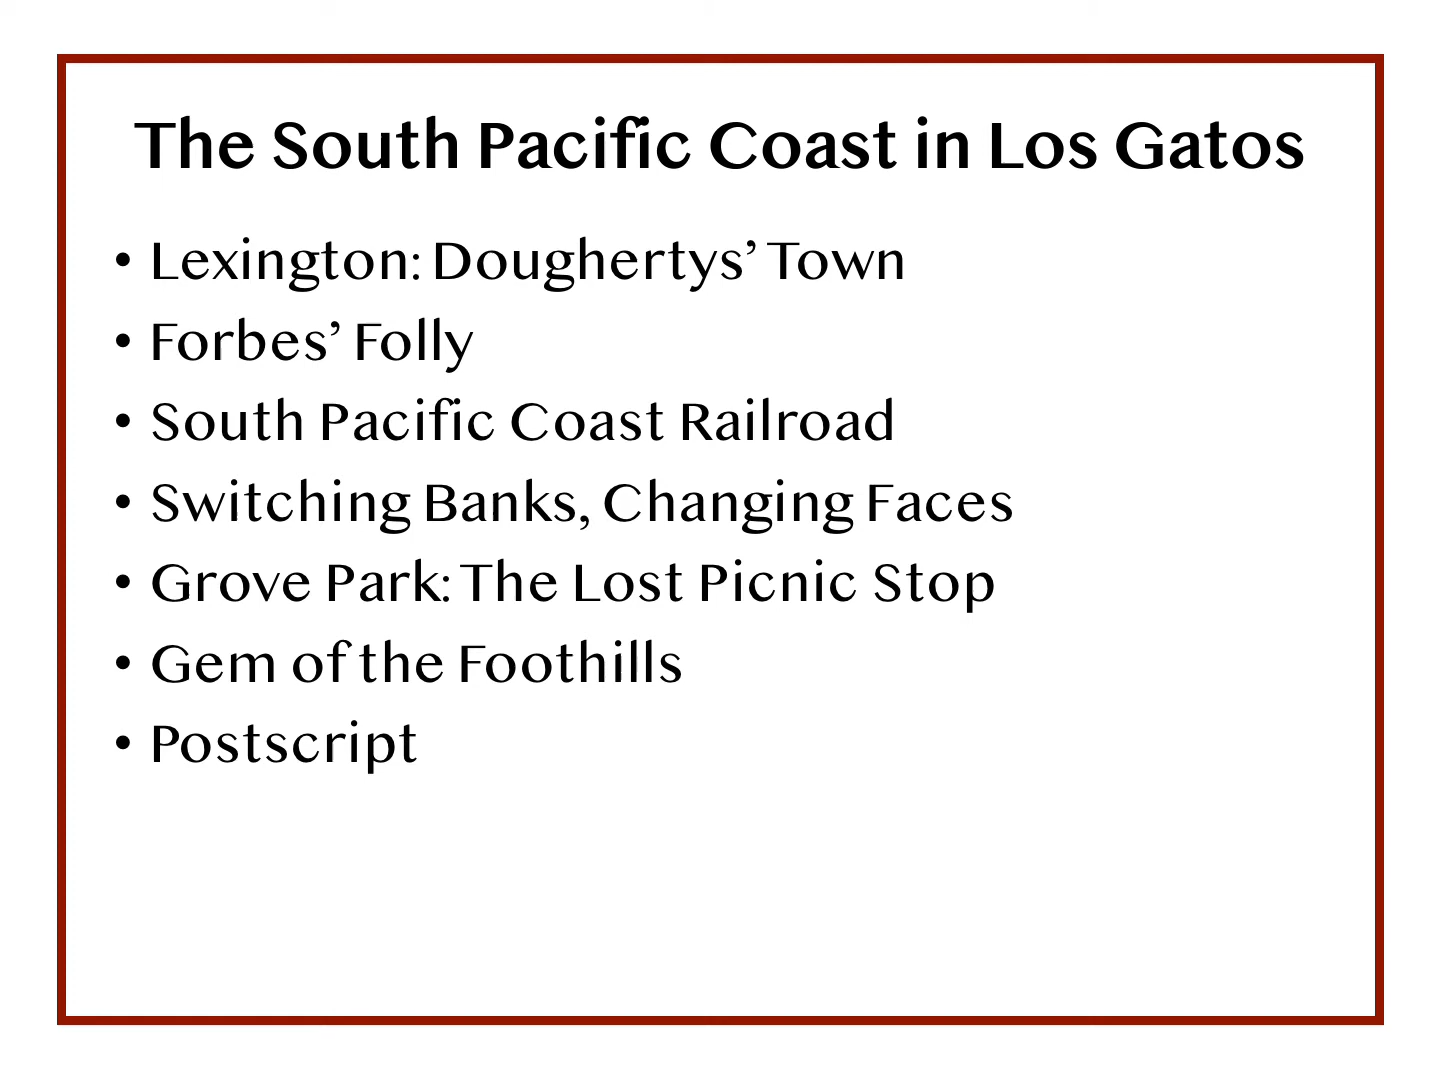 The South Pacific Coast in Los Gatos
• Lexington: Doughertys’ Town
• Forbes’ Folly
• South Pacific Coast Railroad
• Switching Banks, Changing Faces
• Grove Park: The Lost Picnic Stop
• Gem of the Foothills
• Postscript